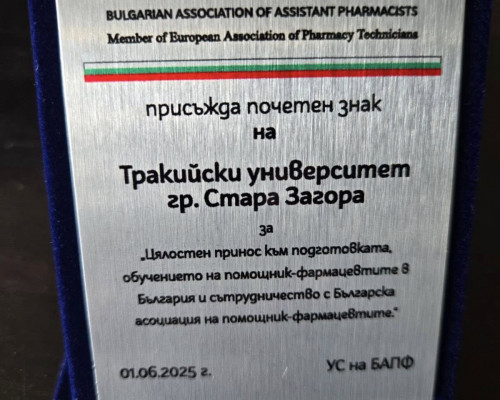 BULGARIAN ASSOCIATION OF ASSISTANT PHARMACISTS
Member of European Association of Pharmacy Technicians
присъжда почетен знак
на
Тракийски университет
гр. Стара Загора
за
„Цялостен принос към подготовката,
обучението на помощник-фармацевтите в
България и сътрудничество с Българска
асоциация на помощник-фармацевтите."
01.06.2025 г.
УС на БАПФ